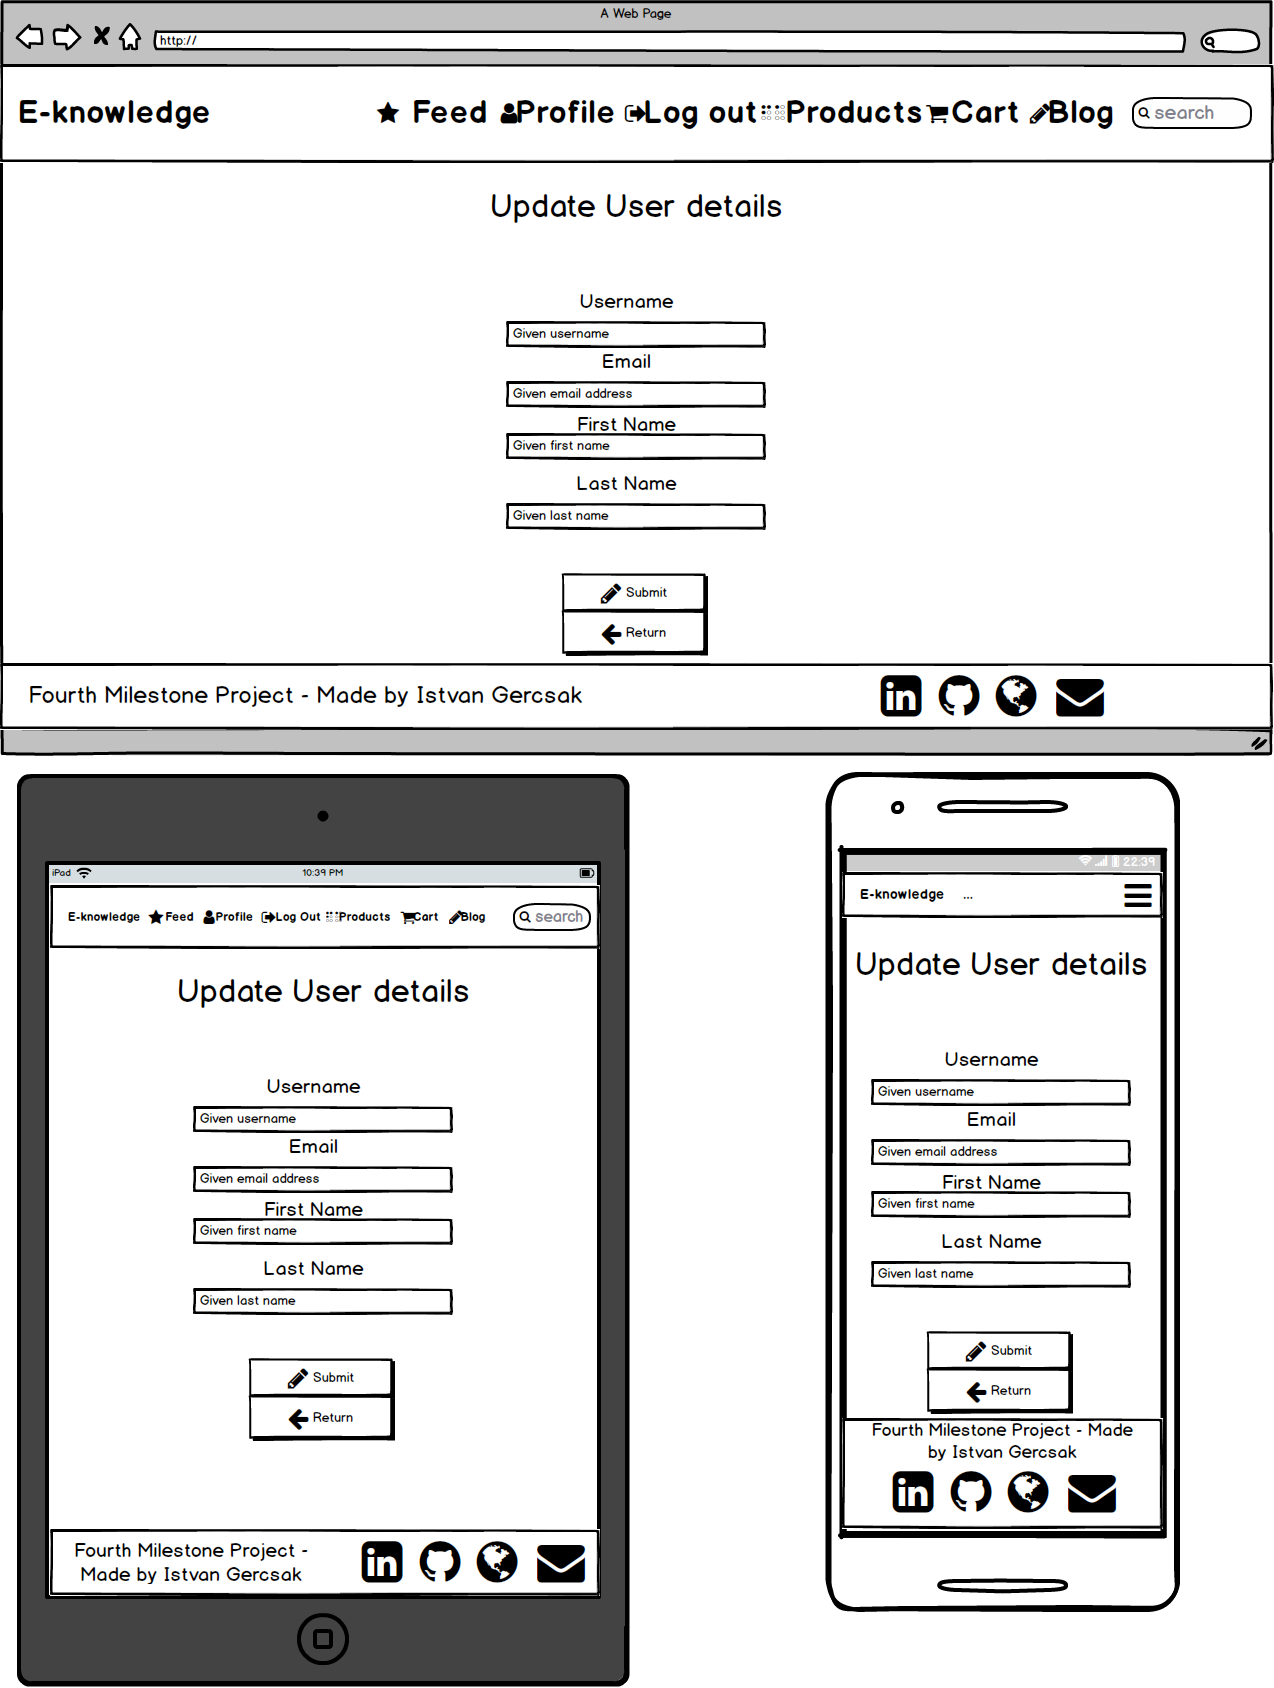 A Web Page
http://
E-knowledge Feed Profile Log out Products Cart Blog search
Update User details
Username
Given username
Email
Given email address
First Name
Given first name
Last Name
Given last name
Submit
Return
Fourth Milestone Project - Made by Istvan Gercsak
iPad 10:39 PM
E-knowledge Feed Profile Log Out Products Cart Blog search
Update User details
Username
Given username
Email
Given email address
First Name
Given first name
Last Name
Given last name
Submit
Return
Fourth Milestone Project -
Made by Istvan Gercsak
22:39
E-knowledge ...
Update User details
Username
Given username
Email
Given email address
First Name
Given first name
Last Name
Given last name
Submit
Return
Fourth Milestone Project - Made
by Istvan Gercsak